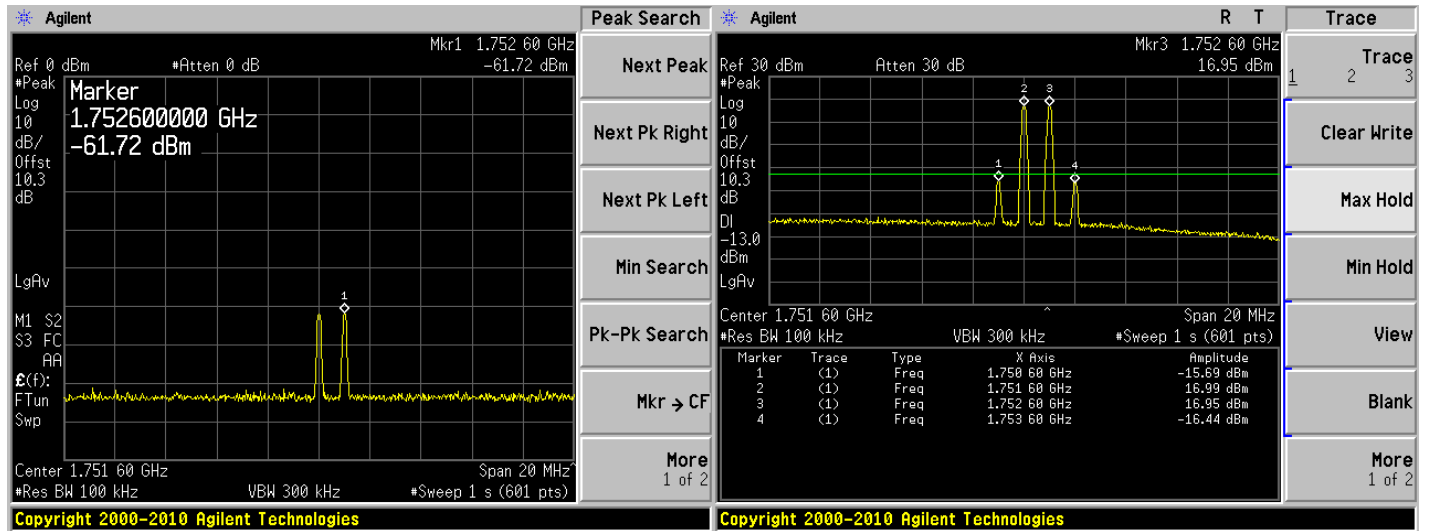 Agilent
Peak Search
Mkr1 1.752 60 GHz
Ref 0 dBm #Atten 0 dB -61.72 dBm
#Peak
Log
10
dB/
Offst
10.3
dB
LgAv
M1 S2
S3 FC
AA
£(f):
FTun
Swp
Marker
1.752600000 GHz
-61.72 dBm
1
Center 1.751 60 GHz Span 20 MHz^
#Res BW 100 kHz VBW 300 kHz #Sweep 1 s (601 pts)
Next Peak
Next Pk Right
Next Pk Left
Min Search
Pk-Pk Search
Mkr → CF
More
1 of 2
Copyright 2000-2010 Agilent Technologies
Agilent R T
Trace
Mkr3 1.752 60 GHz
Ref 30 dBm Atten 30 dB 16.95 dBm
#Peak
Log
10
dB/
Offst
10.3
dB
DI
-13.0
dBm
LgAv
2 3
1 4
Center 1.751 60 GHz ^ Span 20 MHz
#Res BW 100 kHz VBW 300 kHz #Sweep 1 s (601 pts)
Marker Trace Type X Axis Amplitude
1 (1) Freq 1.750 60 GHz -15.69 dBm
2 (1) Freq 1.751 60 GHz 16.99 dBm
3 (1) Freq 1.752 60 GHz 16.95 dBm
4 (1) Freq 1.753 60 GHz -16.44 dBm
Trace
1 2 3
Clear Write
Max Hold
Min Hold
View
Blank
More
1 of 2
Copyright 2000-2010 Agilent Technologies